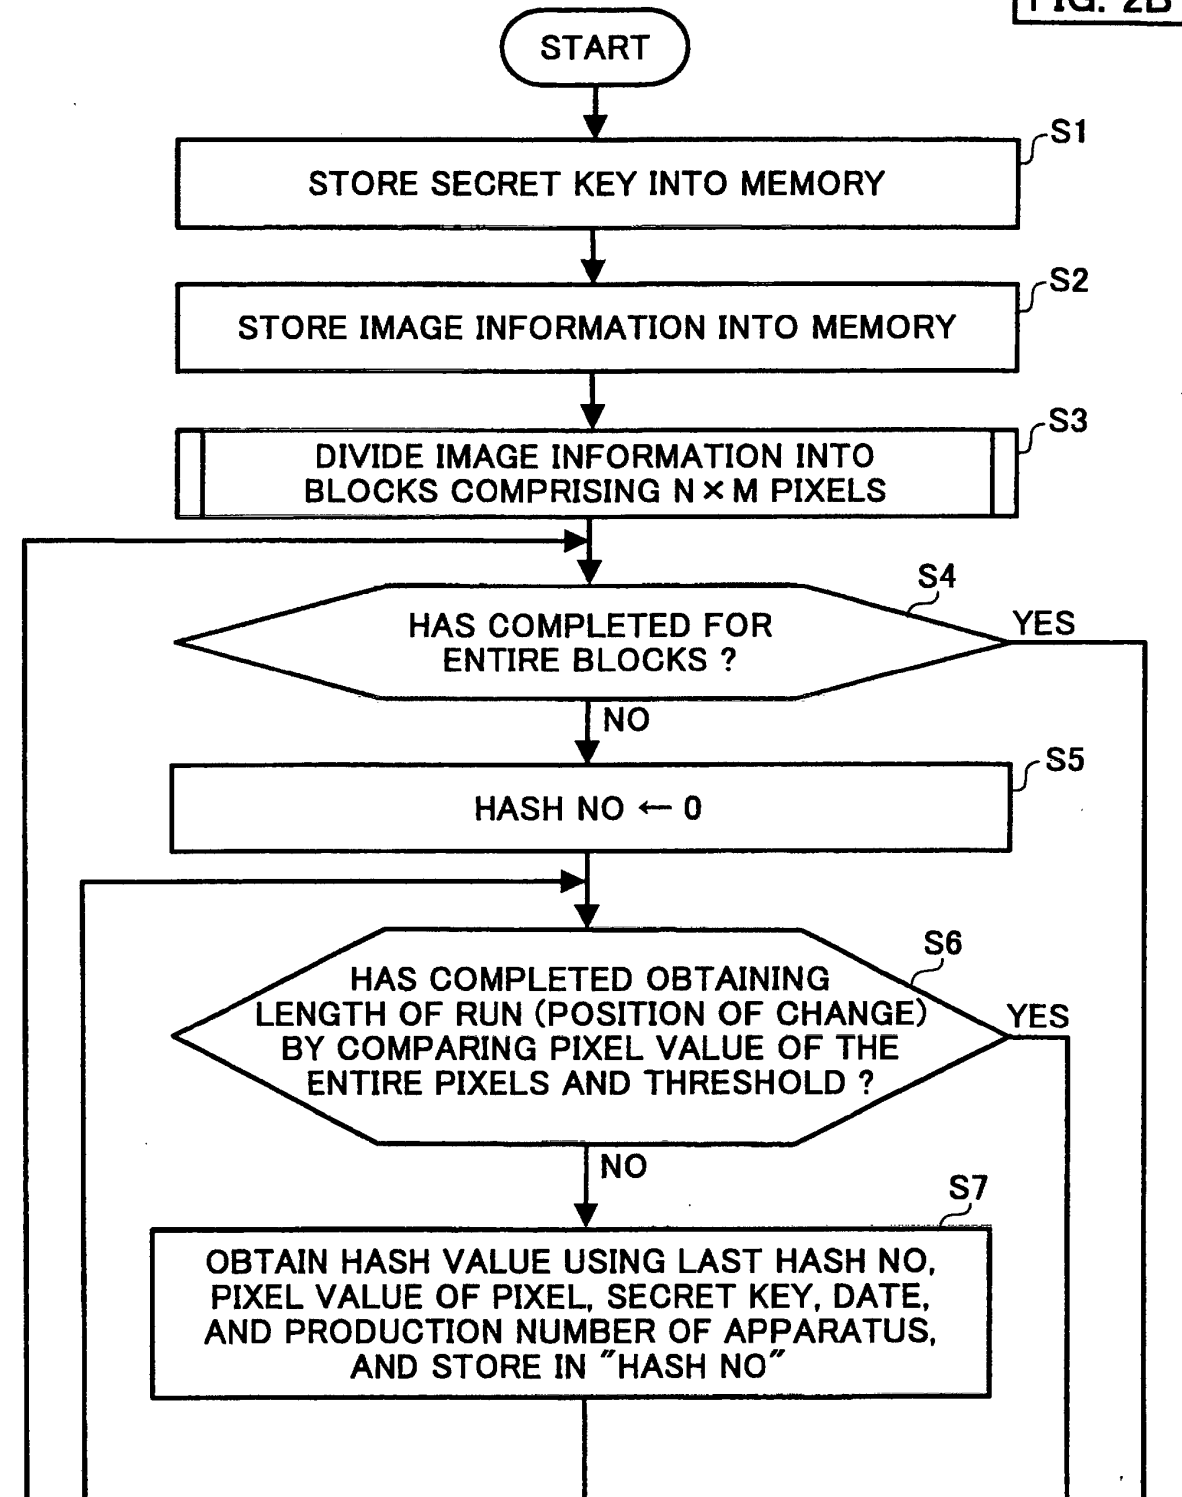 FIG. 2B
START
S1
STORE SECRET KEY INTO MEMORY
S2
STORE IMAGE INFORMATION INTO MEMORY
S3
DIVIDE IMAGE INFORMATION INTO
BLOCKS COMPRISING N × M PIXELS
S4
HAS COMPLETED FOR
ENTIRE BLOCKS ?
YES
NO
S5
HASH NO ← 0
S6
HAS COMPLETED OBTAINING
LENGTH OF RUN (POSITION OF CHANGE)
BY COMPARING PIXEL VALUE OF THE
ENTIRE PIXELS AND THRESHOLD ?
YES
NO
S7
OBTAIN HASH VALUE USING LAST HASH NO,
PIXEL VALUE OF PIXEL, SECRET KEY, DATE,
AND PRODUCTION NUMBER OF APPARATUS,
AND STORE IN "HASH NO"